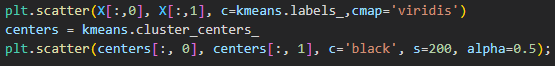 plt.scatter(X[:,0], X[:,1], c=kmeans.labels_,cmap='viridis')
centers = kmeans.cluster_centers_
plt.scatter(centers[:, 0], centers[:, 1], c='black', s=200, alpha=0.5);